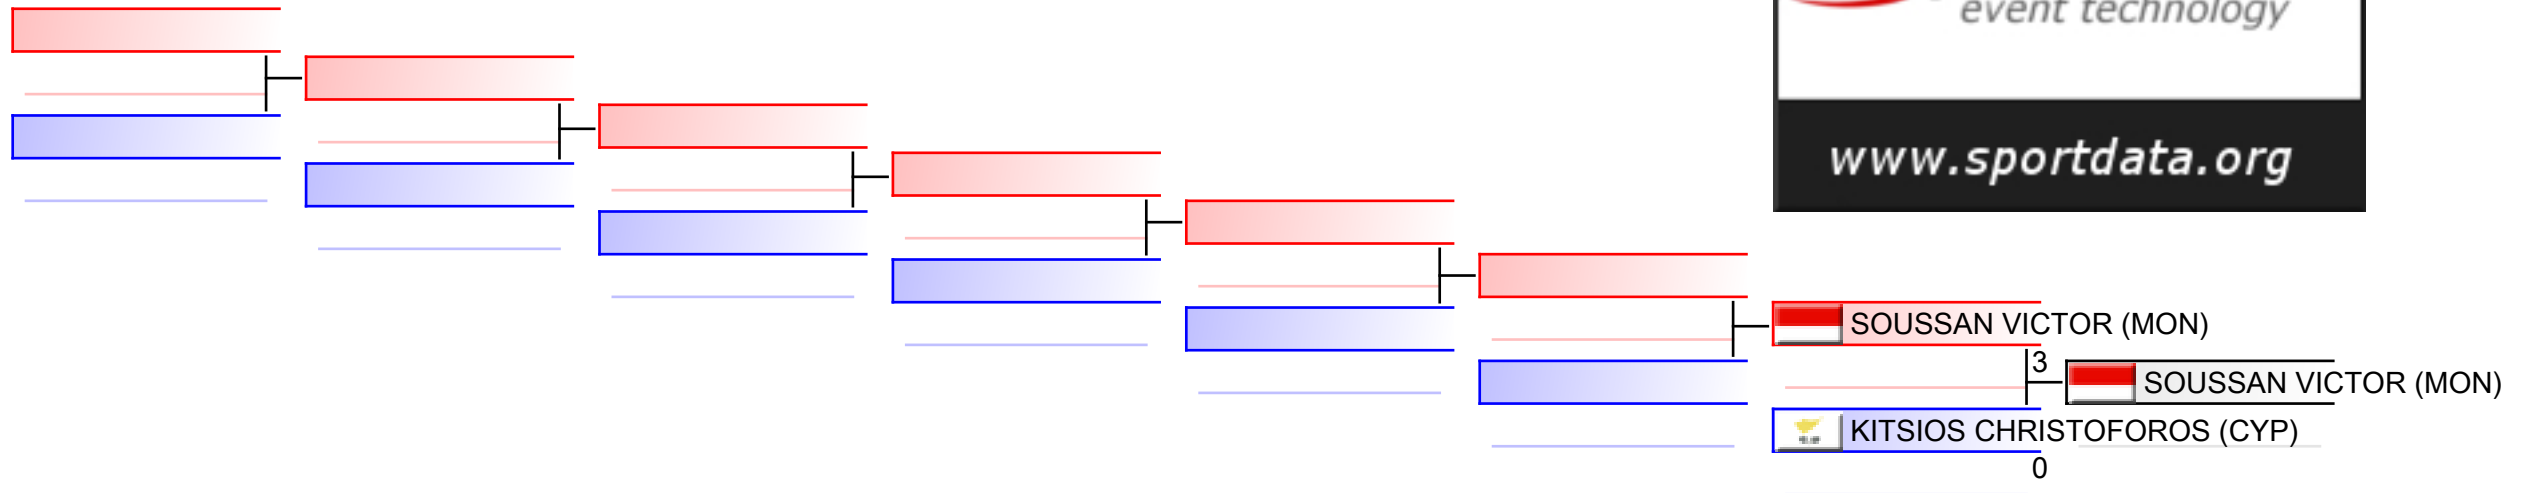 event technology
www.sportdata.org
SOUSSAN VICTOR (MON)
3
SOUSSAN VICTOR (MON)
KITSIOS CHRISTOFOROS (CYP)
0